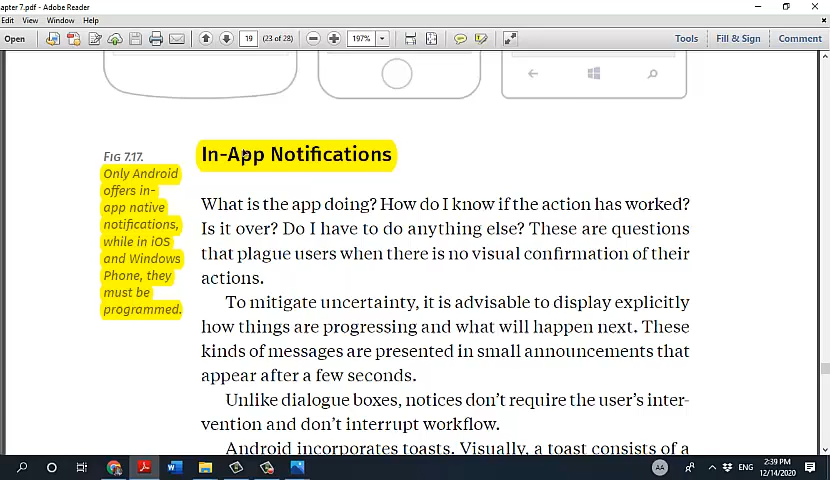 apter 7.pdf - Adobe Reader
Edit View Window Help
Open 19 (23 of 28) 197% Tools Fill & Sign Comment
FIG 7.17.
Only Android
offers in-
app native
notifications,
while in iOS
and Windows
Phone, they
must be
programmed.
In-App Notifications
What is the app doing? How do I know if the action has worked?
Is it over? Do I have to do anything else? These are questions
that plague users when there is no visual confirmation of their
actions.
To mitigate uncertainty, it is advisable to display explicitly
how things are progressing and what will happen next. These
kinds of messages are presented in small announcements that
appear after a few seconds.
Unlike dialogue boxes, notices don't require the user's inter-
vention and don't interrupt workflow.
Android incorporates toasts. Visually, a toast consists of a
AA ENG 2:39 PM
12/14/2020